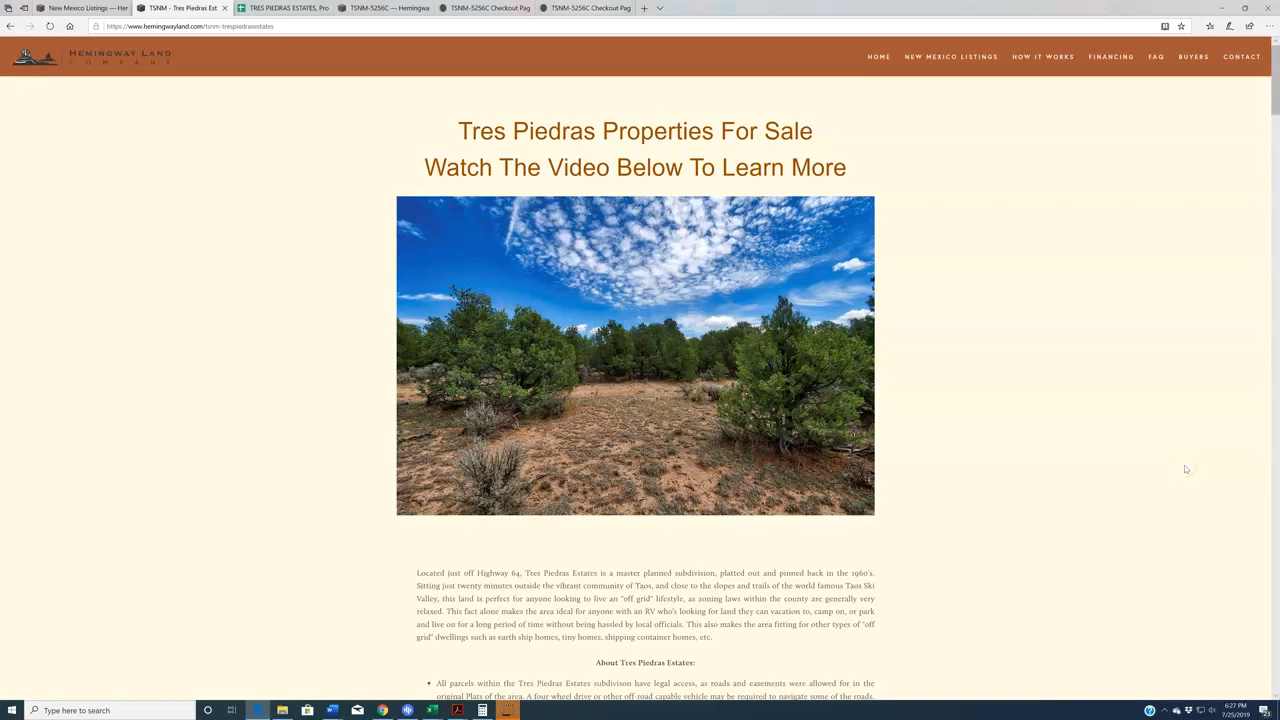 New Mexico Listings — Her
TSNM - Tres Piedras Est
TRES PIEDRAS ESTATES, Pro
TSNM-5256C — Hemingwa
TSNM-5256C Checkout Pag
TSNM-5256C Checkout Pag
https://www.hemingwayland.com/tsnm-trespiedrasestates
HEMINGWAY LAND
COMPANY
HOME NEW MEXICO LISTINGS HOW IT WORKS FINANCING FAQ BUYERS CONTACT
Tres Piedras Properties For Sale
Watch The Video Below To Learn More
Located just off Highway 64, Tres Piedras Estates is a master planned subdivision, platted out and pinned back in the 1960's.
Sitting just twenty minutes outside the vibrant community of Taos, and close to the slopes and trails of the world famous Taos Ski
Valley, this land is perfect for anyone looking to live an "off grid" lifestyle, as zoning laws within the county are generally very
relaxed. This fact alone makes the area ideal for anyone with an RV who's looking for land they can vacation to, camp on, or park
and live on for a long period of time without being hassled by local officials. This also makes the area fitting for other types of "off
grid" dwellings such as earth ship homes, tiny homes, shipping container homes, etc.
About Tres Piedras Estates:
• All parcels within the Tres Piedras Estates subdivison have legal access, as roads and easements were allowed for in the
original Plats of the area. A four wheel drive or other off-road capable vehicle may be required to navigate some of the roads.
Type here to search
6:27 PM
7/25/2019
23